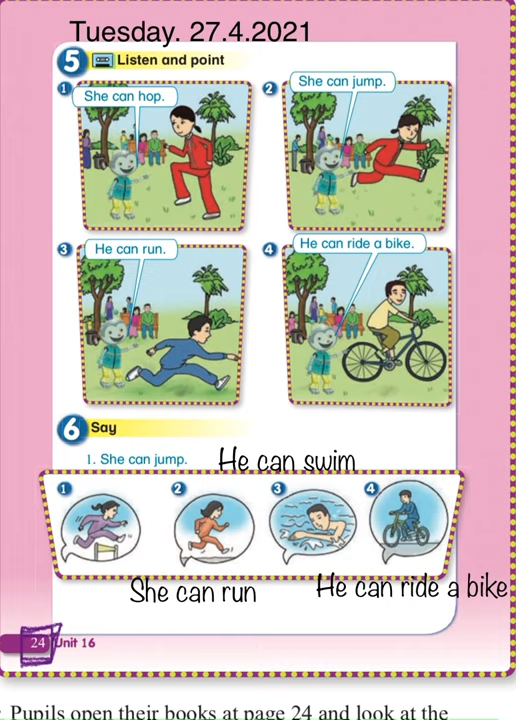 Tuesday. 27.4.2021
5 Listen and point
1 She can hop.
2 She can jump.
3 He can run.
4 He can ride a bike.
6 Say
1. She can jump.
He can swim
1 2 3 4
She can run
He can ride a bike
24 Unit 16
Pupils open their books at page 24 and look at the